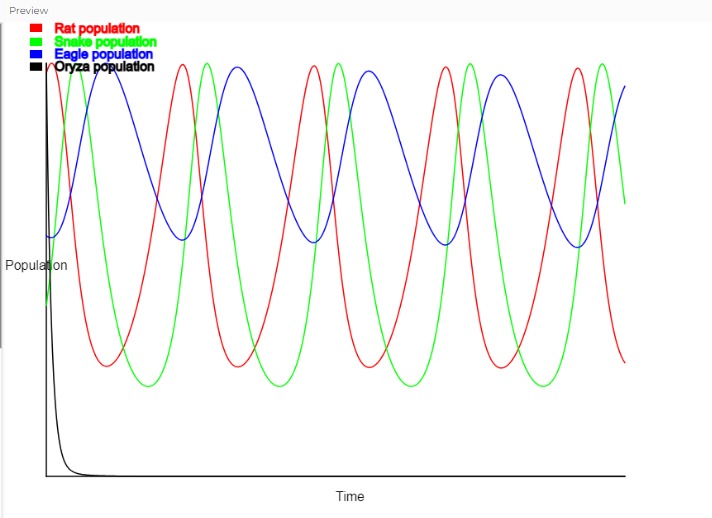 Preview
Rat population
Snake population
Eagle population
Oryza population
Population
Time